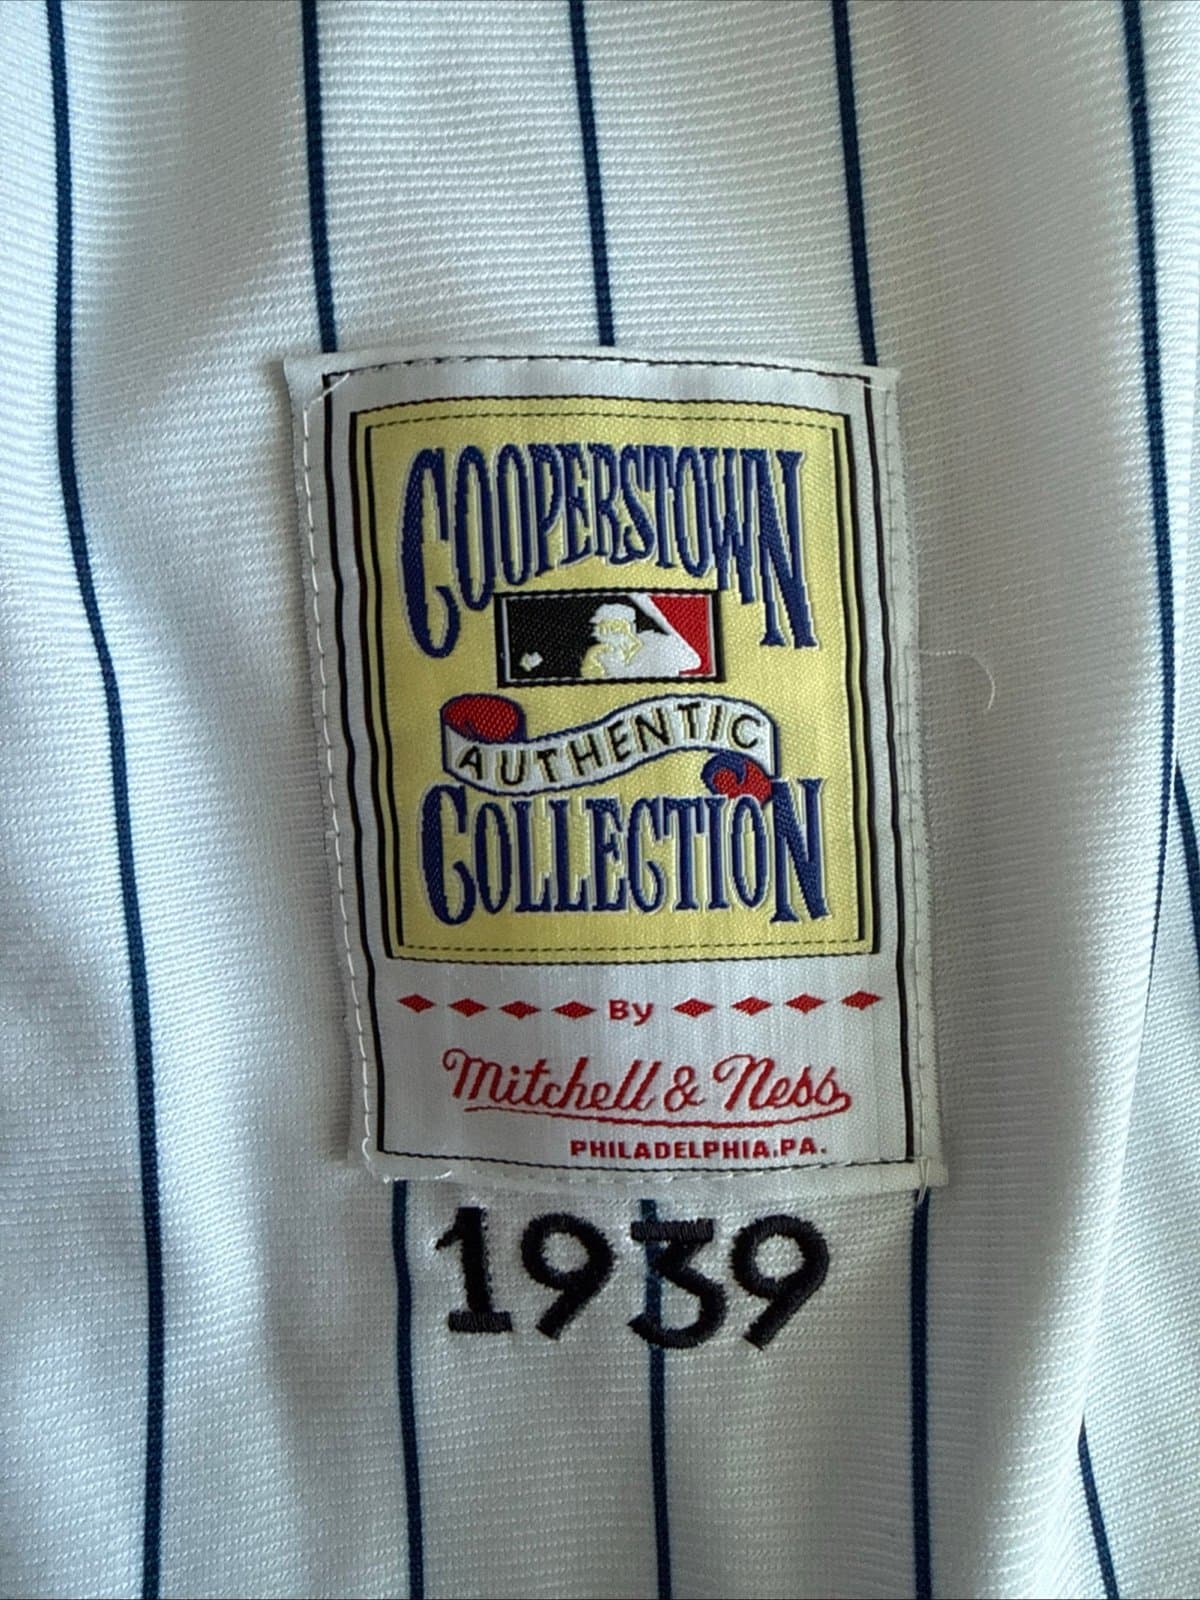 COOPERSTOWN
AUTHENTIC
COLLECTION
By
Mitchell & Ness
PHILADELPHIA, PA.
1939